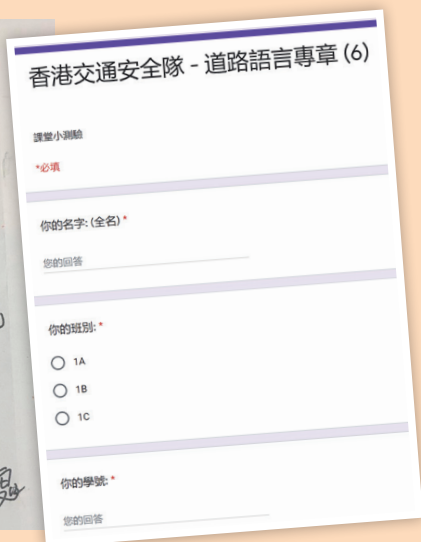 香港交通安全隊 - 道路語言專章 (6)
課堂小測驗
*必填
你的名字: (全名) *
您的回答
你的班別: *
1A
1B
1C
你的學號: *
您的回答